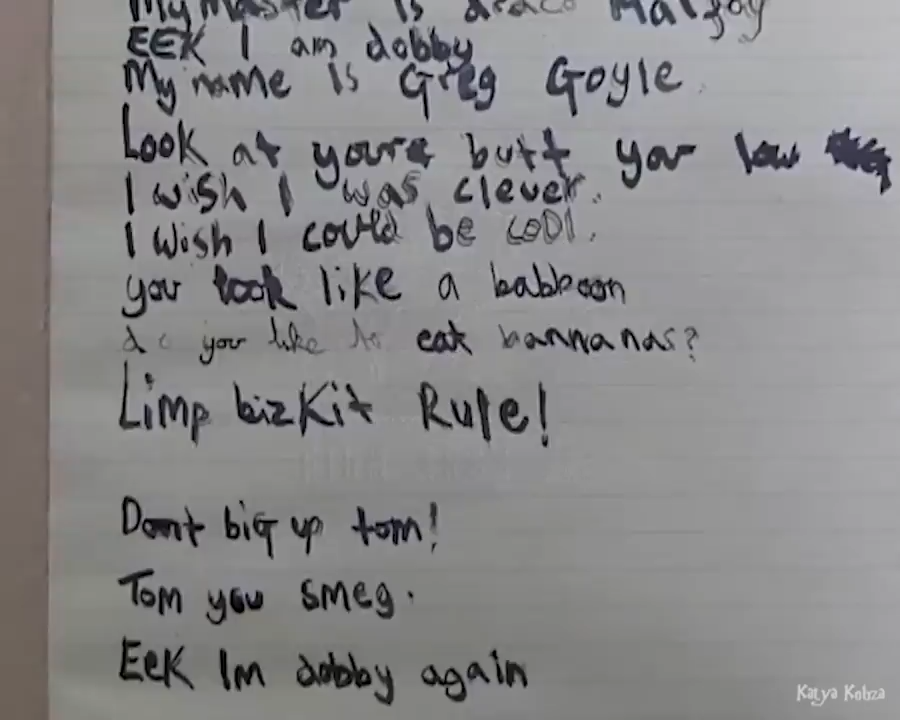 My Master is draco Malfoy
EEK I am dobby
My name is Greg Goyle.
Look at youre butt you low
I wish I was clever.
I wish I could be cool.
you look like a babboon
do you like to eat bannanas?
Limp bizkit Rule!
Dont big up tom!
Tom you smeg.
Eek Im dobby again
Katya Kobza